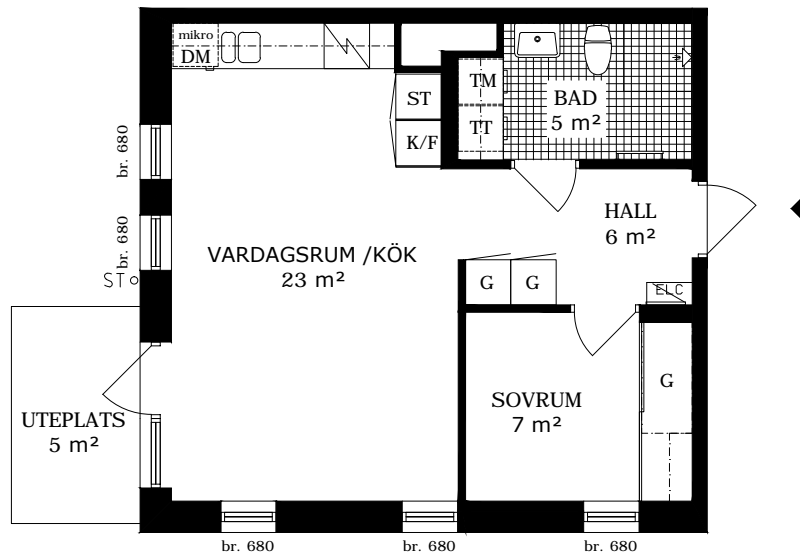 mikro
DM
ST
K/F
TM
TT
BAD
5 m²
br. 680
br. 680
HALL
6 m²
VARDAGSRUM /KÖK
23 m²
ST
G
G
ELC
G
SOVRUM
7 m²
UTEPLATS
5 m²
br. 680
br. 680
br. 680